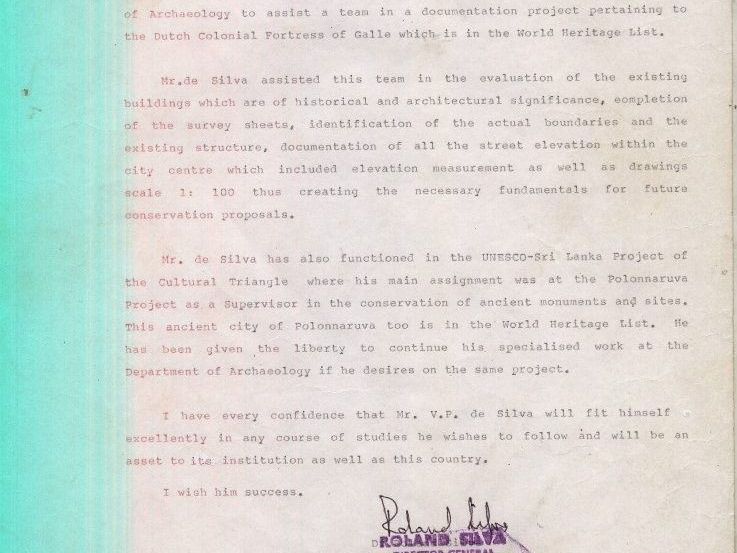 of Archaeology to assist a team in a documentation project pertaining to
the Dutch Colonial Fortress of Galle which is in the World Heritage List.
Mr.de Silva assisted this team in the evaluation of the existing
buildings which are of historical and architectural significance, eompletion
of the survey sheets, identification of the actual boundaries and the
existing structure, documentation of all the street elevation within the
city centre which included elevation measurement as well as drawings
scale 1: 100 thus creating the necessary fundamentals for future
conservation proposals.
Mr. de Silva has also functioned in the UNESCO-Sri Lanka Project of
the Cultural Triangle where his main assignment was at the Polonnaruva
Project as a Supervisor in the conservation of ancient monuments and sites.
This ancient city of Polonnaruva too is in the World Heritage List. He
has been given the liberty to continue his specialised work at the
Department of Archaeology if he desires on the same project.
I have every confidence that Mr. V.P. de Silva will fit himself
excellently in any course of studies he wishes to follow and will be an
asset to its institution as well as this country.
I wish him success.
Roland Silva
ROLAND SILVA
DIRECTOR GENERAL